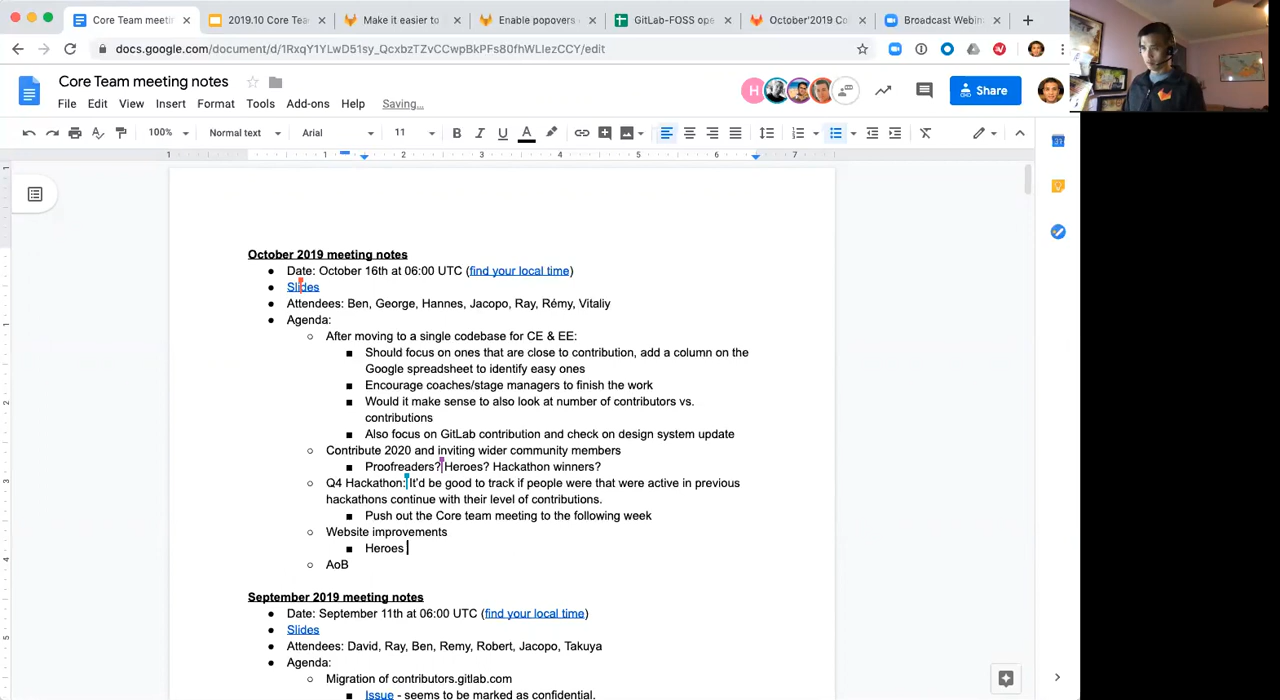 Core Team meetin
2019.10 Core Tea
Make it easier to
Enable popovers
GitLab-FOSS ope
October'2019 Co
Broadcast Webin
docs.google.com/document/d/1RxqY1YLwD51sy_QcxbzTZvCCwpBkPFs80fhWLIezCCY/edit
Core Team meeting notes
File Edit View Insert Format Tools Add-ons Help Saving...
H
Share
100% Normal text Arial 11 B I U A
1 1 2 3 4 5 6 7
October 2019 meeting notes
Date: October 16th at 06:00 UTC (find your local time)
Slides
Attendees: Ben, George, Hannes, Jacopo, Ray, Rémy, Vitaliy
Agenda:
After moving to a single codebase for CE & EE:
Should focus on ones that are close to contribution, add a column on the
Google spreadsheet to identify easy ones
Encourage coaches/stage managers to finish the work
Would it make sense to also look at number of contributors vs.
contributions
Also focus on GitLab contribution and check on design system update
Contribute 2020 and inviting wider community members
Proofreaders? Heroes? Hackathon winners?
Q4 Hackathon: It'd be good to track if people were that were active in previous
hackathons continue with their level of contributions.
Push out the Core team meeting to the following week
Website improvements
Heroes
AoB
September 2019 meeting notes
Date: September 11th at 06:00 UTC (find your local time)
Slides
Attendees: David, Ray, Ben, Remy, Robert, Jacopo, Takuya
Agenda:
Migration of contributors.gitlab.com
Issue - seems to be marked as confidential.